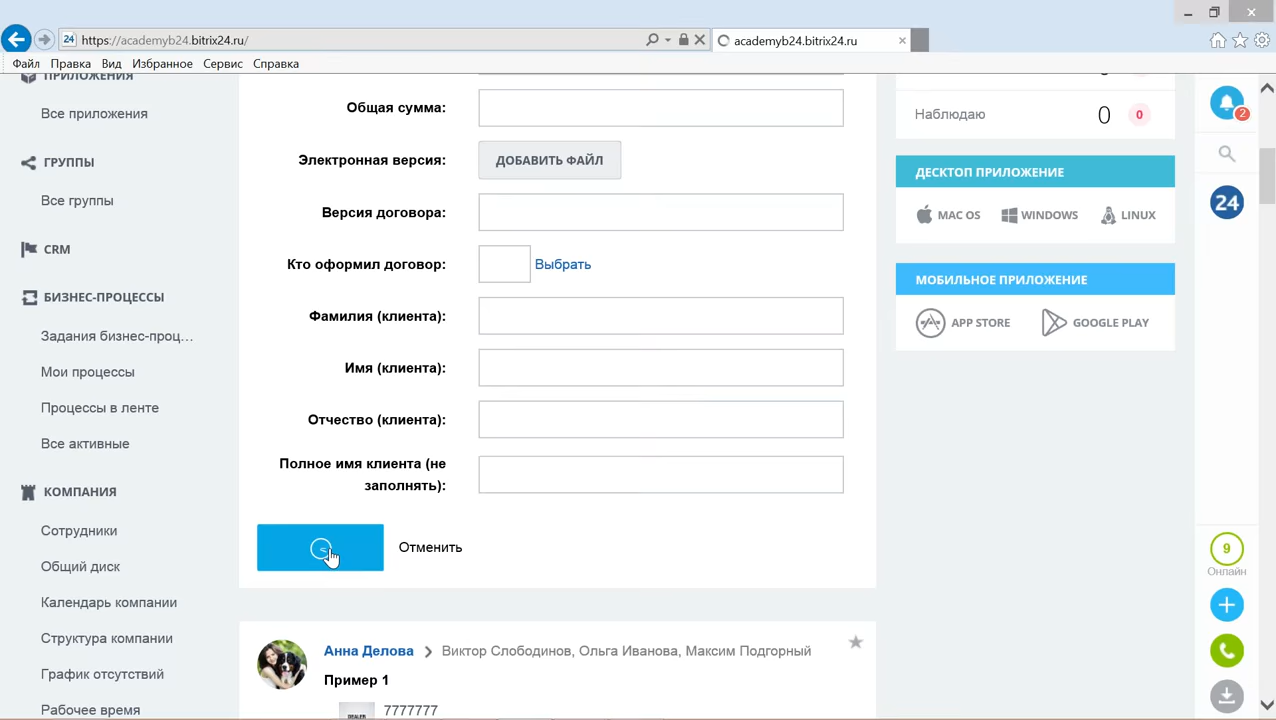 24 https://academyb24.bitrix24.ru/
academyb24.bitrix24.ru
Файл Правка Вид Избранное Сервис Справка
ПРИЛОЖЕНИЯ
Все приложения
ГРУППЫ
Все группы
CRM
БИЗНЕС-ПРОЦЕССЫ
Задания бизнес-проц...
Мои процессы
Процессы в ленте
Все активные
КОМПАНИЯ
Сотрудники
Общий диск
Календарь компании
Структура компании
График отсутствий
Рабочее время
Общая сумма:
Электронная версия: ДОБАВИТЬ ФАЙЛ
Версия договора:
Кто оформил договор: Выбрать
Фамилия (клиента):
Имя (клиента):
Отчество (клиента):
Полное имя клиента (не
заполнять):
Отменить
Анна Делова Виктор Слободинов, Ольга Иванова, Максим Подгорный
Пример 1
7777777
DEALER
Наблюдаю 0 0
ДЕСКТОП ПРИЛОЖЕНИЕ
MAC OS WINDOWS LINUX
МОБИЛЬНОЕ ПРИЛОЖЕНИЕ
APP STORE GOOGLE PLAY
2
24
9
Онлайн